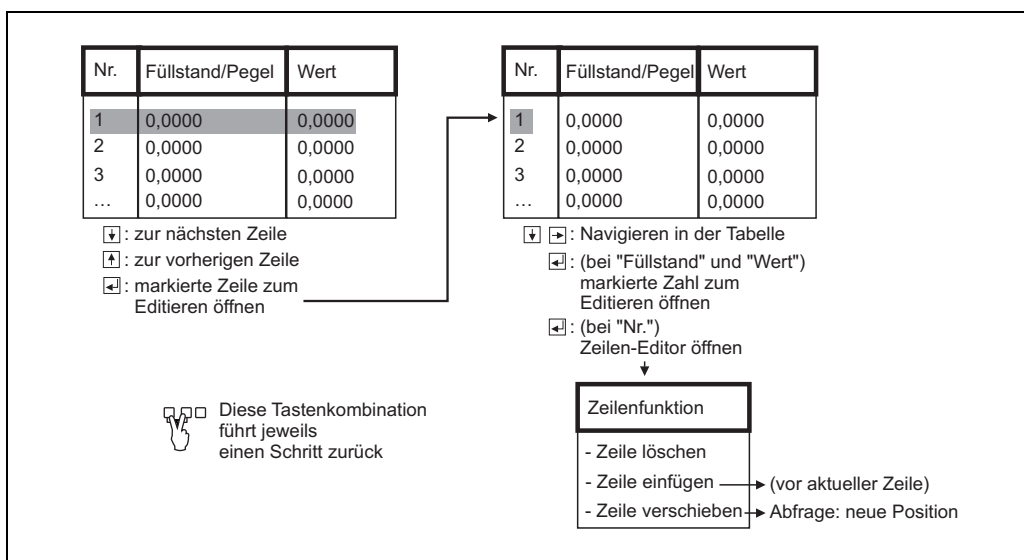 Nr. Füllstand/Pegel Wert
1 0,0000 0,0000
2 0,0000 0,0000
3 0,0000 0,0000
… 0,0000 0,0000
: zur nächsten Zeile
: zur vorherigen Zeile
: markierte Zeile zum
Editieren öffnen
Nr. Füllstand/Pegel Wert
1 0,0000 0,0000
2 0,0000 0,0000
3 0,0000 0,0000
… 0,0000 0,0000
: Navigieren in der Tabelle
: (bei "Füllstand" und "Wert")
markierte Zahl zum
Editieren öffnen
: (bei "Nr.")
Zeilen-Editor öffnen
Diese Tastenkombination
führt jeweils
einen Schritt zurück
Zeilenfunktion
- Zeile löschen
- Zeile einfügen (vor aktueller Zeile)
- Zeile verschieben Abfrage: neue Position